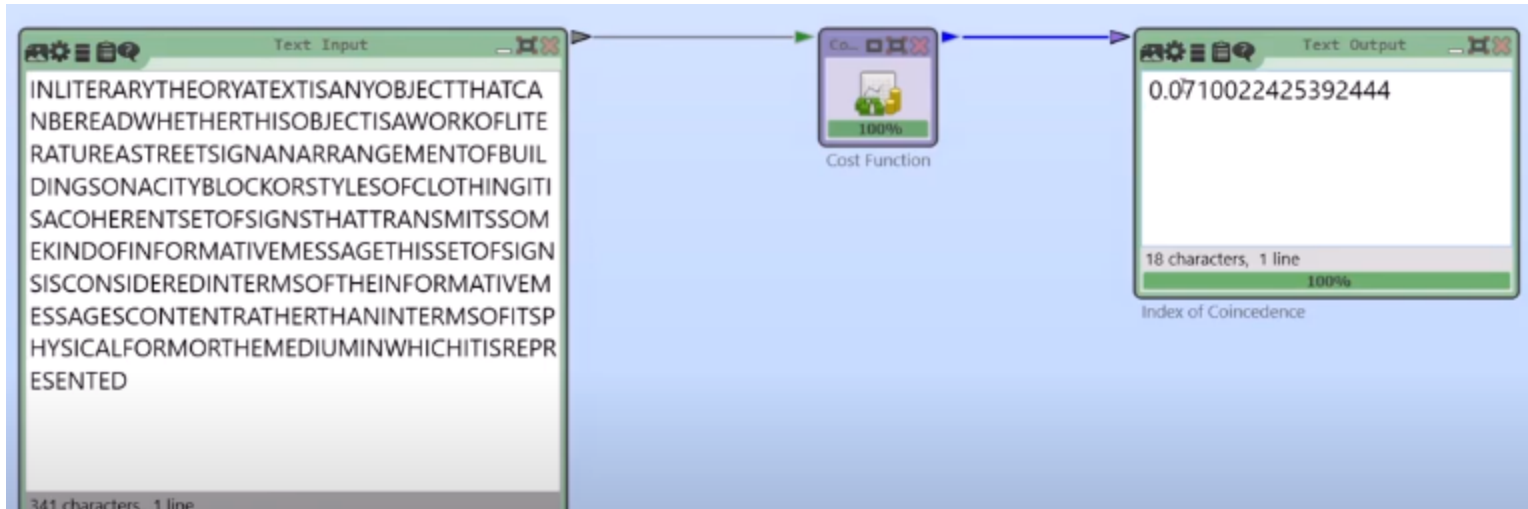 Text Input
INLITERARYTHEORYATEXTISANYOBJECTTHATCA
NBEREADWHETHERTHISOBJECTISAWORKOFLITE
RATUREASTREETSIGNANARRANGEMENTOFBUIL
DINGSONACITYBLOCKORSTYLESOFCLOTHINGITI
SACOHERENTSETOFSIGNSTHATTRANSMITSSOM
EKINDOFINFORMATIVEMESSAGETHISSETOFSIGN
SISCONSIDEREDINTERMSOFTHEINFORMATIVEM
ESSAGESCONTENTRATHERTHANINTERMSOFITSP
HYSICALFORMORTHEMEDIUMINWHICHITISREPR
ESENTED
341 characters, 1 line
Co...
100%
Cost Function
Text Output
0.0710022425392444
18 characters, 1 line
100%
Index of Coincedence